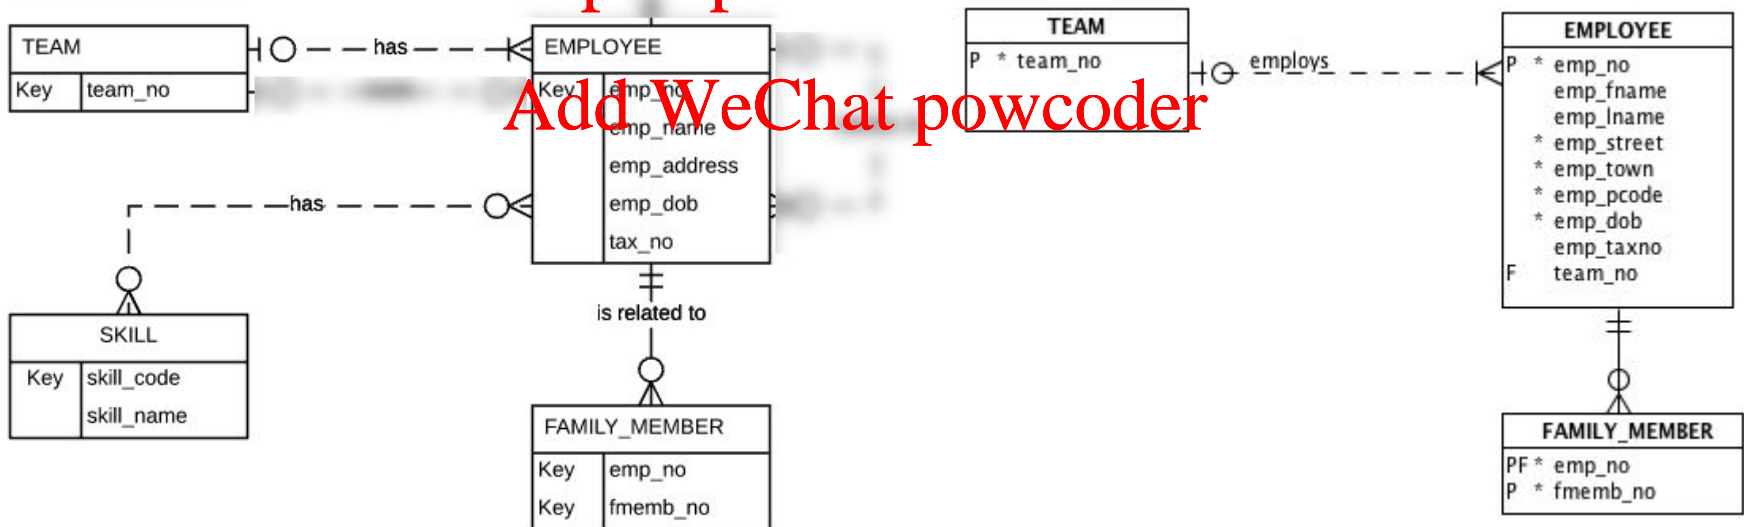 TEAM
has
EMPLOYEE
Key team_no
Key emp_no
emp_name
emp_address
emp_dob
tax_no
has
is related to
SKILL
Key skill_code
skill_name
FAMILY_MEMBER
Key emp_no
Key fmemb_no
Add WeChat powcoder
TEAM
P * team_no
employs
EMPLOYEE
P * emp_no
emp_fname
emp_lname
* emp_street
* emp_town
* emp_pcode
* emp_dob
emp_taxno
F team_no
FAMILY_MEMBER
PF * emp_no
P * fmemb_no